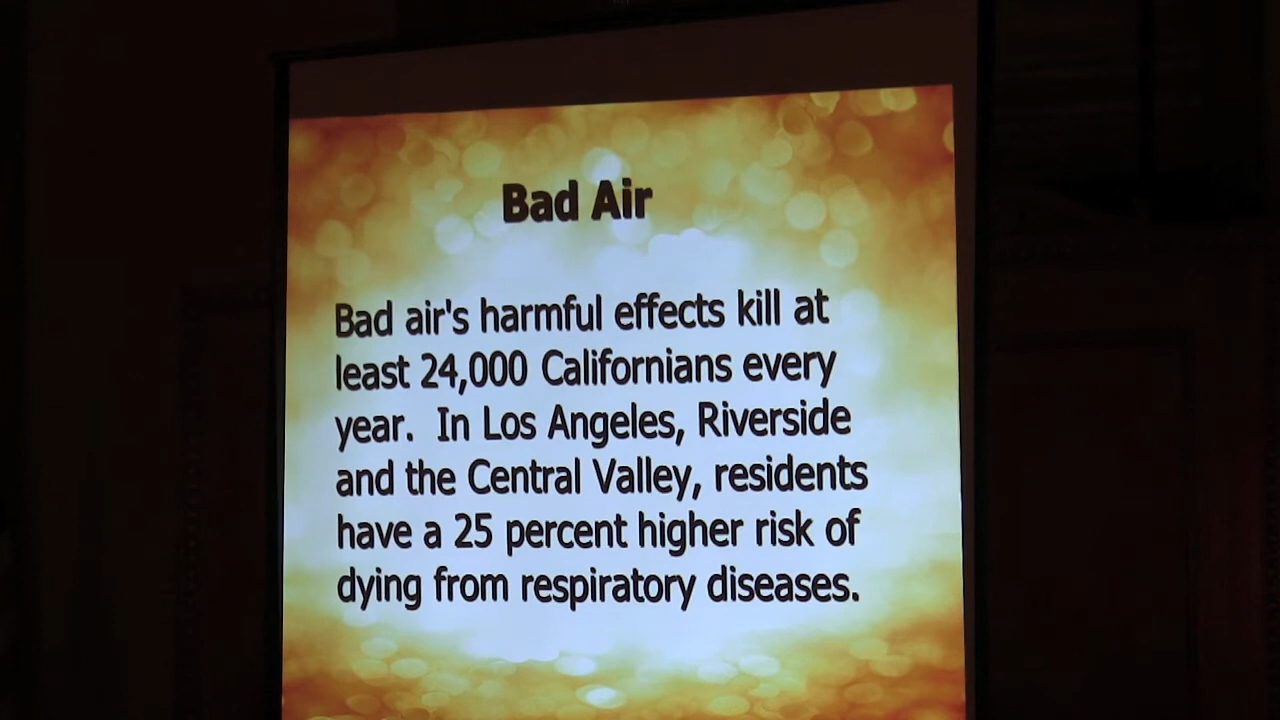 Bad Air
Bad air's harmful effects kill at
least 24,000 Californians every
year.  In Los Angeles, Riverside
and the Central Valley, residents
have a 25 percent higher risk of
dying from respiratory diseases.